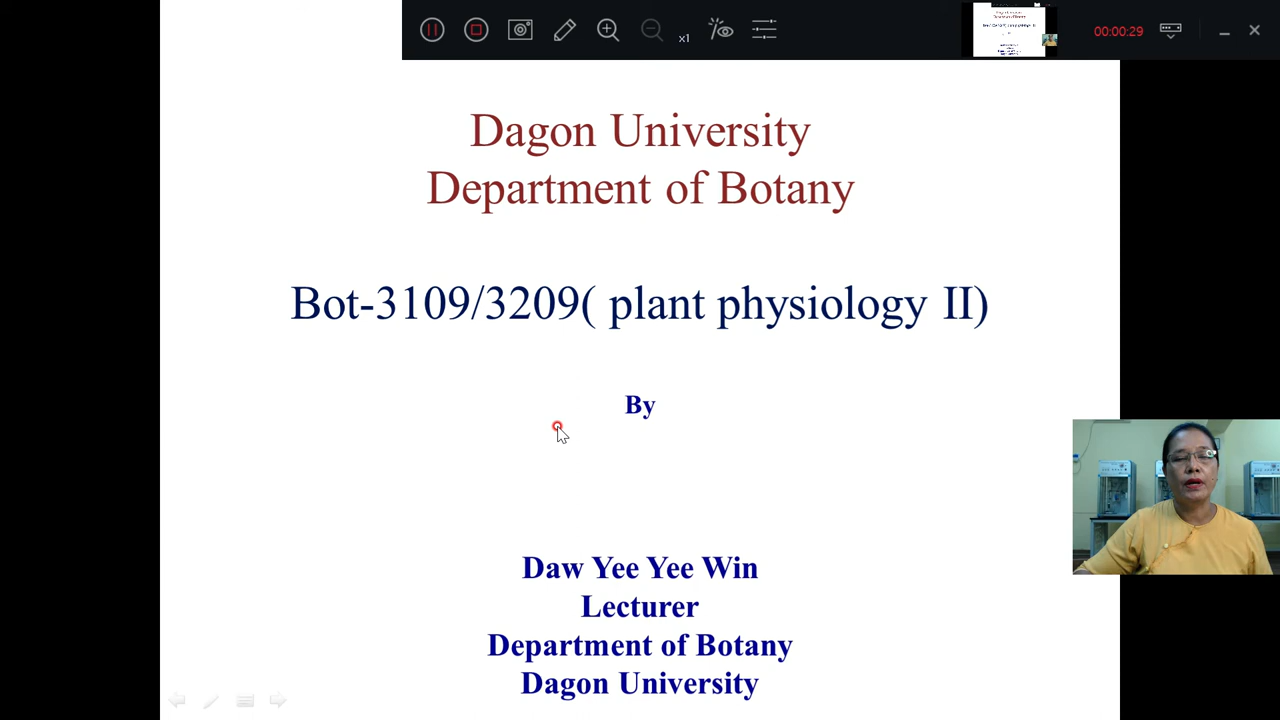 x1
00:00:29
Dagon University
Department of Botany
Bot-3109/3209( plant physiology II)
By
Daw Yee Yee Win
Lecturer
Department of Botany
Dagon University